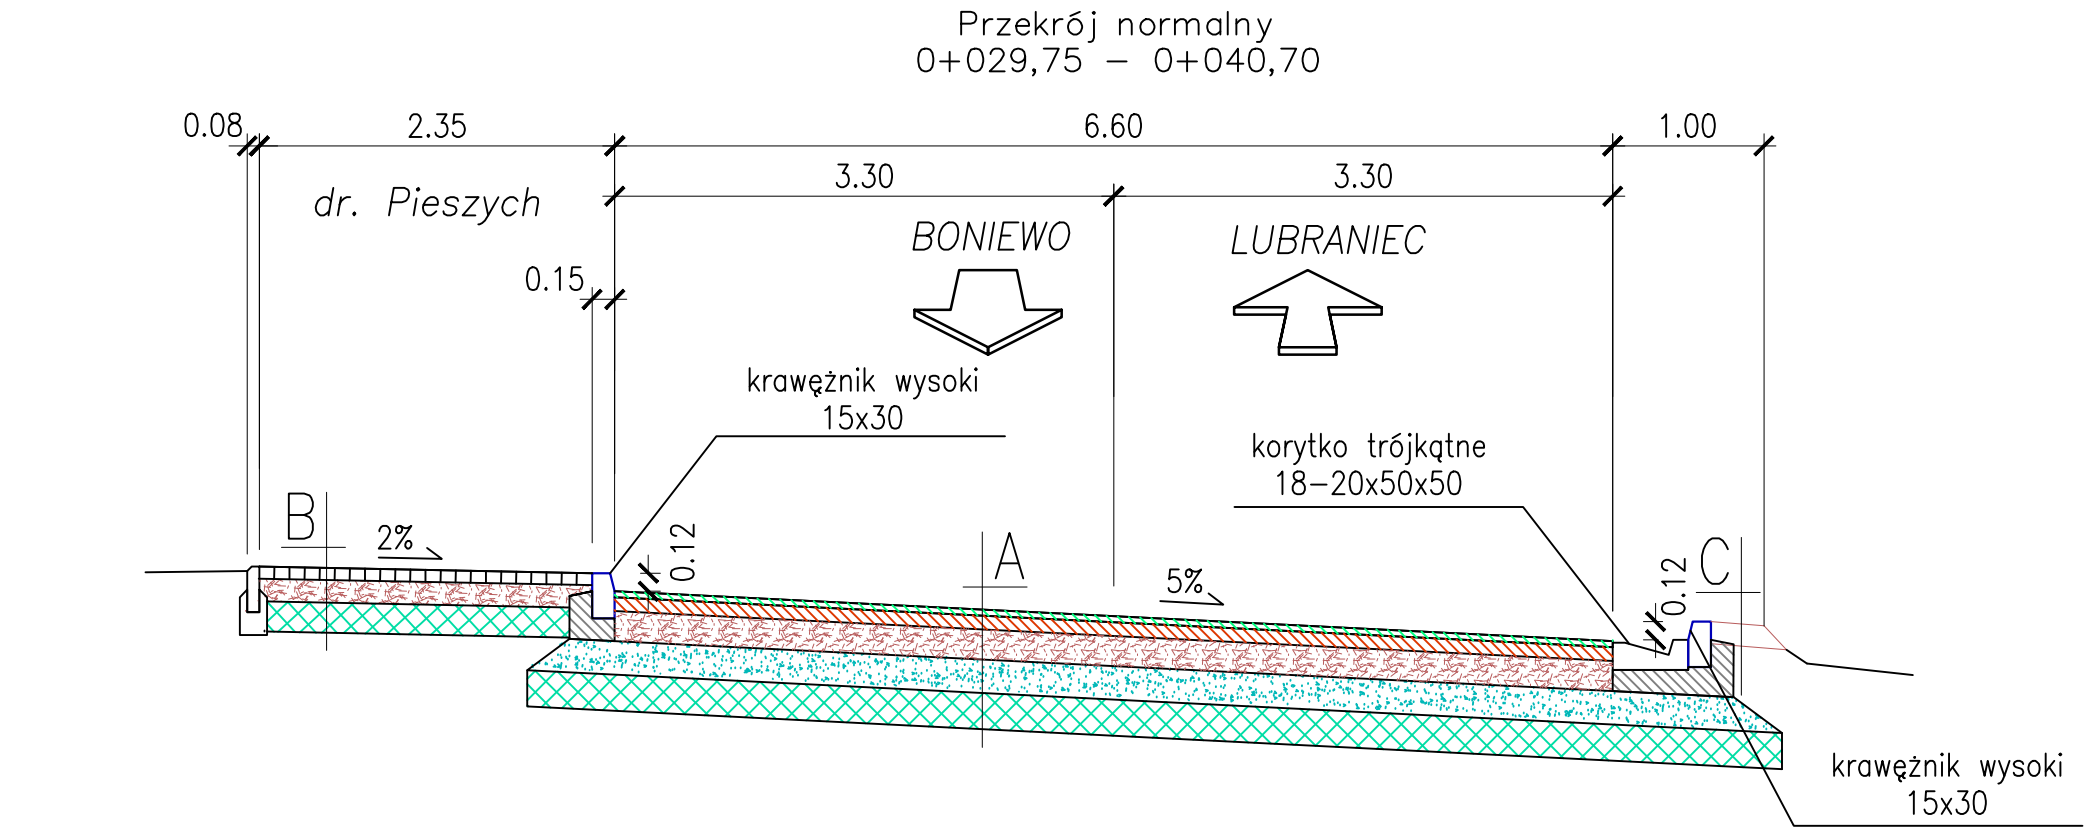 Przekrój normalny
0+029,75 – 0+040,70
0.08
2.35
6.60
1.00
3.30
3.30
dr. Pieszych
BONIEWO
LUBRANIEC
0.15
krawężnik wysoki
15x30
korytko trójkątne
18–20x50x50
B
2%
0.12
A
5%
0.12
C
krawężnik wysoki
15x30